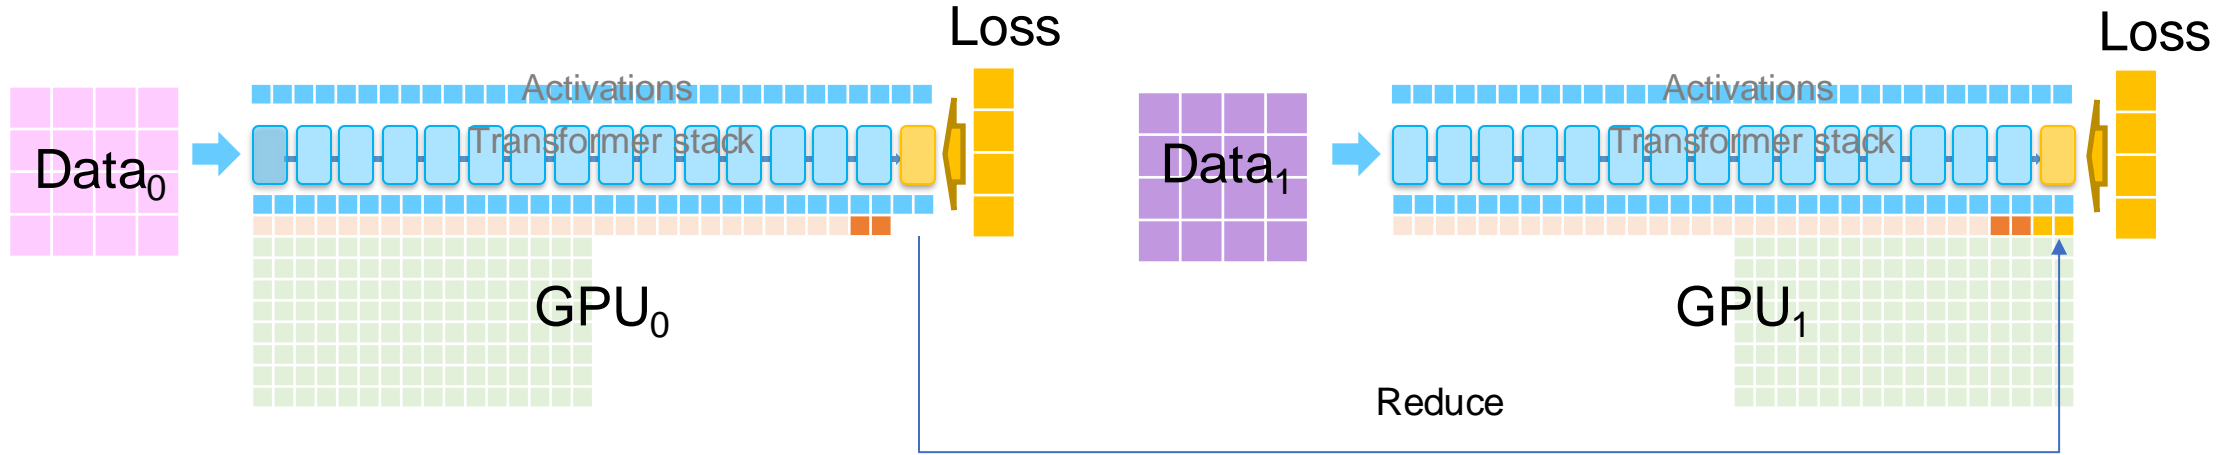 Loss
Activations
Transformer stack
Data0
GPU0
Loss
Activations
Transformer stack
Data1
GPU1
Reduce